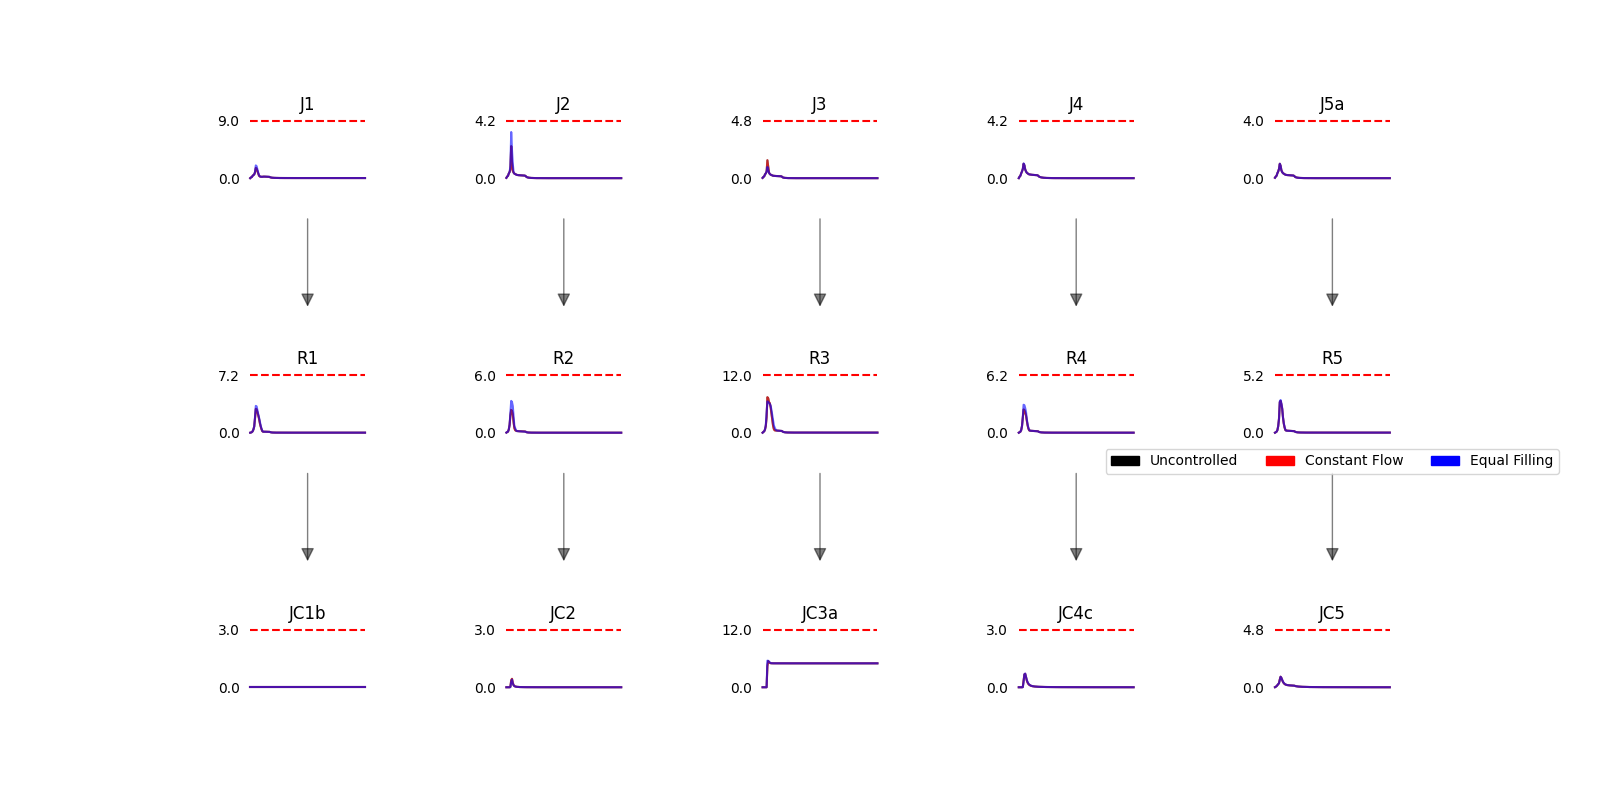 J1 J2 J3 J4 J5a
9.0 4.2 4.8 4.2 4.0
0.0 0.0 0.0 0.0 0.0
R1 R2 R3 R4 R5
7.2 6.0 12.0 6.2 5.2
0.0 0.0 0.0 0.0 0.0
Uncontrolled Constant Flow Equal Filling
JC1b JC2 JC3a JC4c JC5
3.0 3.0 12.0 3.0 4.8
0.0 0.0 0.0 0.0 0.0